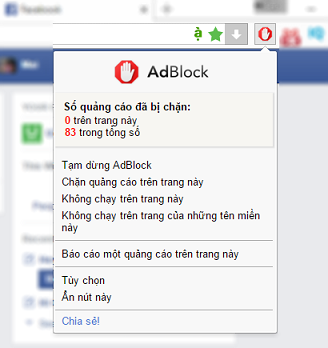 Facebook
ạ
AdBlock
Số quảng cáo đã bị chặn:
0 trên trang này
83 trong tổng số
Tạm dừng AdBlock
Chặn quảng cáo trên trang này
Không chạy trên trang này
Không chạy trên trang của những tên miền
này
Báo cáo một quảng cáo trên trang này
Tùy chọn
Ẩn nút này
Chia sẻ!